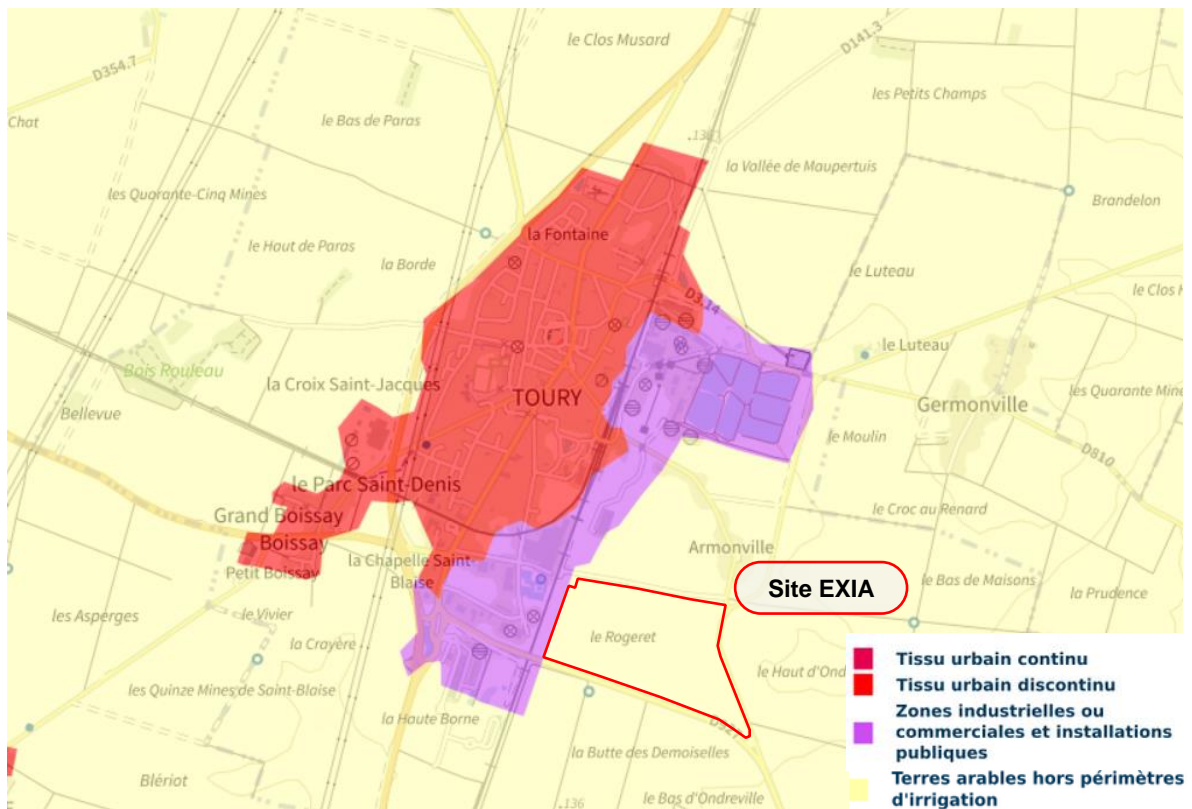 le Clos Musard
D141.3
D354.7
les Petits Champs
Chat
le Bas de Paras
la Vallée de Maupertuis
les Quarante-Cinq Mines
Brandelon
la Fontaine
le Haut de Paras
la Borde
le Luteau
D3.14
le Clos
le Luteau
Bois Rouleau
la Croix Saint-Jacques
les Quarante Mine
TOURY
Germonville
Bellevue
le Moulin
D810
le Parc Saint-Denis
Grand Boissay
le Croc au Renard
Boissay
Armonville
la Chapelle Saint-
Blaise
Petit Boissay
Site EXIA
le Bas de Maisons
la Prudence
les Asperges
le Vivier
la Crayère
le Rogeret
le Haut d'Ond
les Quinze Mines de Saint-Blaise
la Haute Borne
D927
la Butte des Demoiselles
Blériot
136
le Bas d'Ondreville
Tissu urbain continu
Tissu urbain discontinu
Zones industrielles ou
commerciales et installations
publiques
Terres arables hors périmètres
d'irrigation